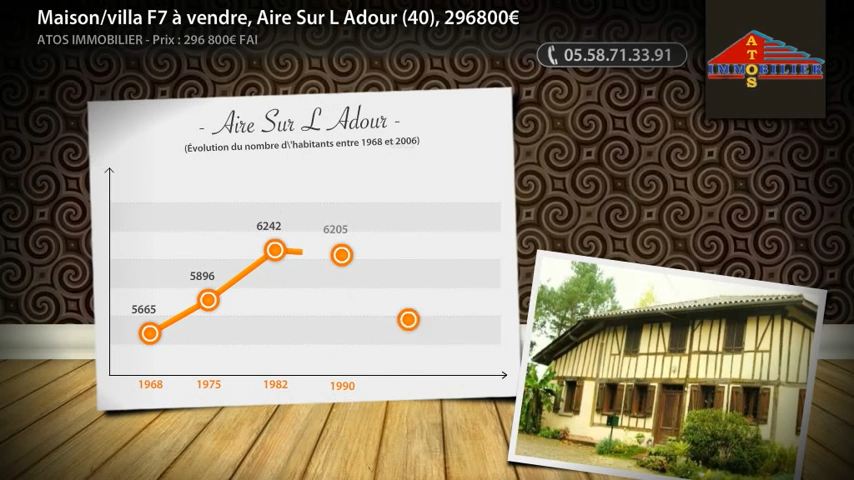 Maison/villa F7 à vendre, Aire Sur L Adour (40), 296800€
ATOS IMMOBILIER - Prix : 296 800€ FAI
05.58.71.33.91
ATOS
IMMOBILIER
- Aire Sur L Adour -
(Évolution du nombre d\'habitants entre 1968 et 2006)
6242
6205
5896
5665
1968 1975 1982 1990